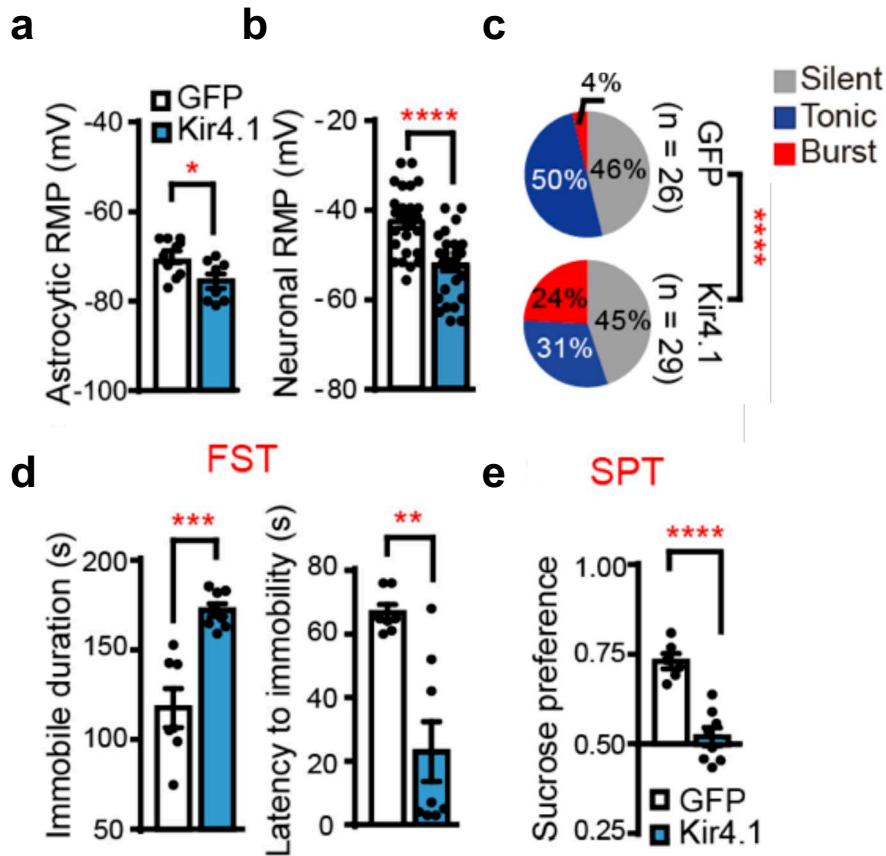 a
GFP
Kir4.1
Astrocytic RMP (mV)
-40
-60
-80
-100
*
b
Neuronal RMP (mV)
-20
-40
-60
-80
****
c
4%
50%
46%
24%
45%
31%
GFP
(n = 26)
Kir4.1
(n = 29)
****
Silent
Tonic
Burst
d
FST
Immobile duration (s)
200
150
100
50
***
Latency to immobility (s)
80
60
40
20
0
**
e
SPT
Sucrose preference
1.00
0.75
0.50
0.25
****
GFP
Kir4.1